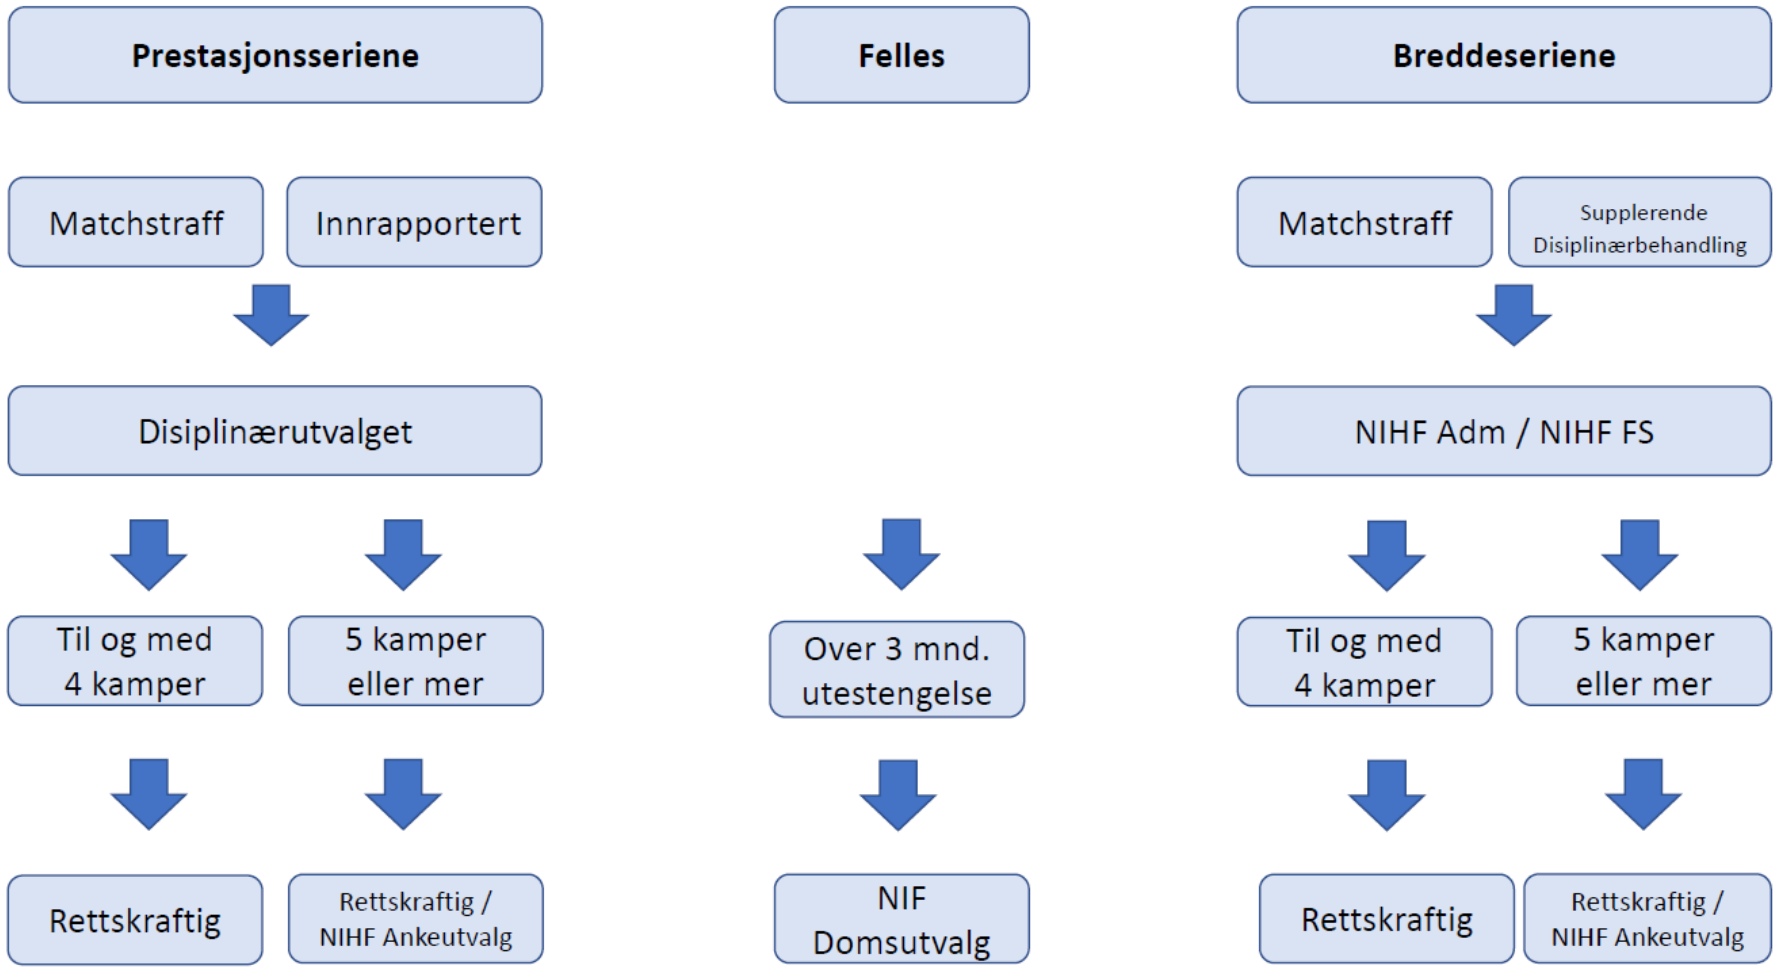 Prestasjonsseriene
Felles
Breddeseriene
Matchstraff
Innrapportert
Matchstraff
Supplerende
Disiplinærbehandling
Disiplinærutvalget
NIHF Adm / NIHF FS
Til og med
4 kamper
5 kamper
eller mer
Over 3 mnd.
utestengelse
Til og med
4 kamper
5 kamper
eller mer
Rettskraftig
Rettskraftig /
NIHF Ankeutvalg
NIF
Domsutvalg
Rettskraftig
Rettskraftig /
NIHF Ankeutvalg